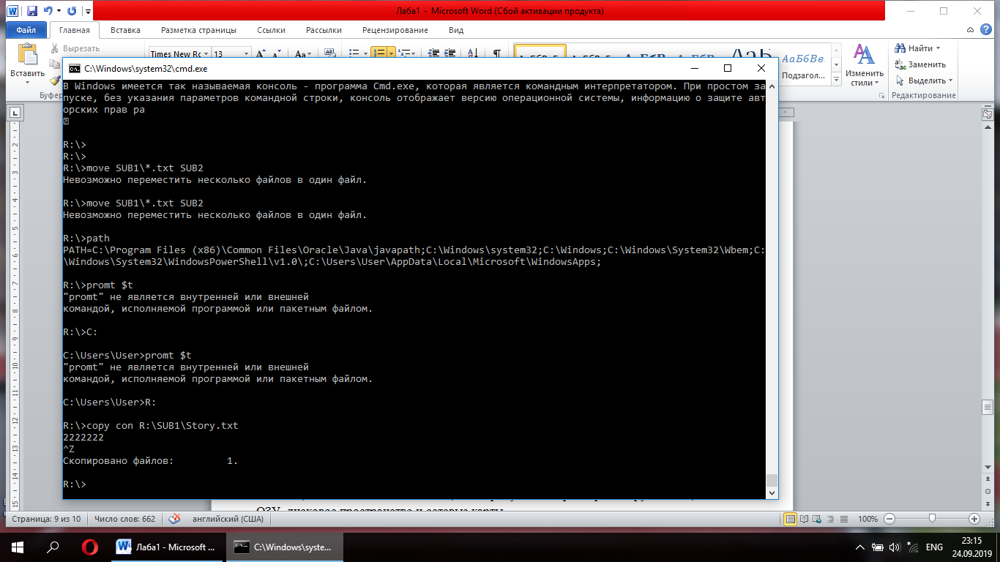 Лаба1 - Microsoft Word (Сбой активации продукта)
Файл Главная Вставка Разметка страницы Ссылки Рассылки Рецензирование Вид
Вставить
Вырезать
Times New Ro 13
АаБбВв.
Подзагол...
Изменить стили
Найти
Заменить
Выделить
Редактирование
C:\Windows\system32\cmd.exe
В Windows имеется так называемая консоль - программа Cmd.exe, которая является командным интерпретатором. При простом за
пуске, без указания параметров командной строки, консоль отображает версию операционной системы, информацию о защите авт
орских прав ра
R:\>
R:\>
R:\>move SUB1\*.txt SUB2
Невозможно переместить несколько файлов в один файл.
R:\>move SUB1\*.txt SUB2
Невозможно переместить несколько файлов в один файл.
R:\>path
PATH=C:\Program Files (x86)\Common Files\Oracle\Java\javapath;C:\Windows\system32;C:\Windows;C:\Windows\System32\Wbem;C:
\Windows\System32\WindowsPowerShell\v1.0\;C:\Users\User\AppData\Local\Microsoft\WindowsApps;
R:\>promt $t
"promt" не является внутренней или внешней
командой, исполняемой программой или пакетным файлом.
R:\>C:
C:\Users\User>promt $t
"promt" не является внутренней или внешней
командой, исполняемой программой или пакетным файлом.
C:\Users\User>R:
R:\>copy con R:\SUB1\Story.txt
2222222
^Z
Скопировано файлов:         1.
R:\>
Страница: 9 из 10 Число слов: 662 английский (США) 100%
Лаба1 - Microsoft ... C:\Windows\syste... ENG 23:15
24.09.2019